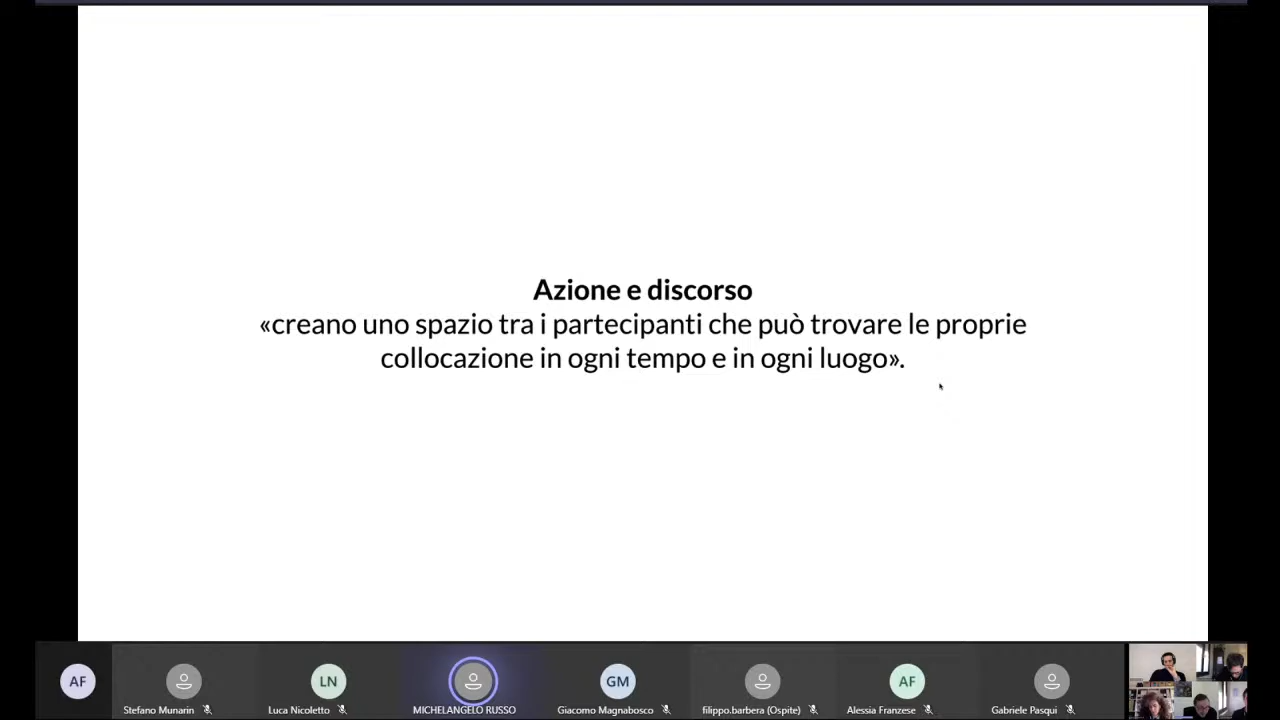 Azione e discorso
«creano uno spazio tra i partecipanti che può trovare le proprie
collocazione in ogni tempo e in ogni luogo».
AF
LN
GM
AF
Stefano Munarin
Luca Nicoletto
MICHELANGELO RUSSO
Giacomo Magnabosco
filippo.barbera (Ospite)
Alessia Franzese
Gabriele Pasqui